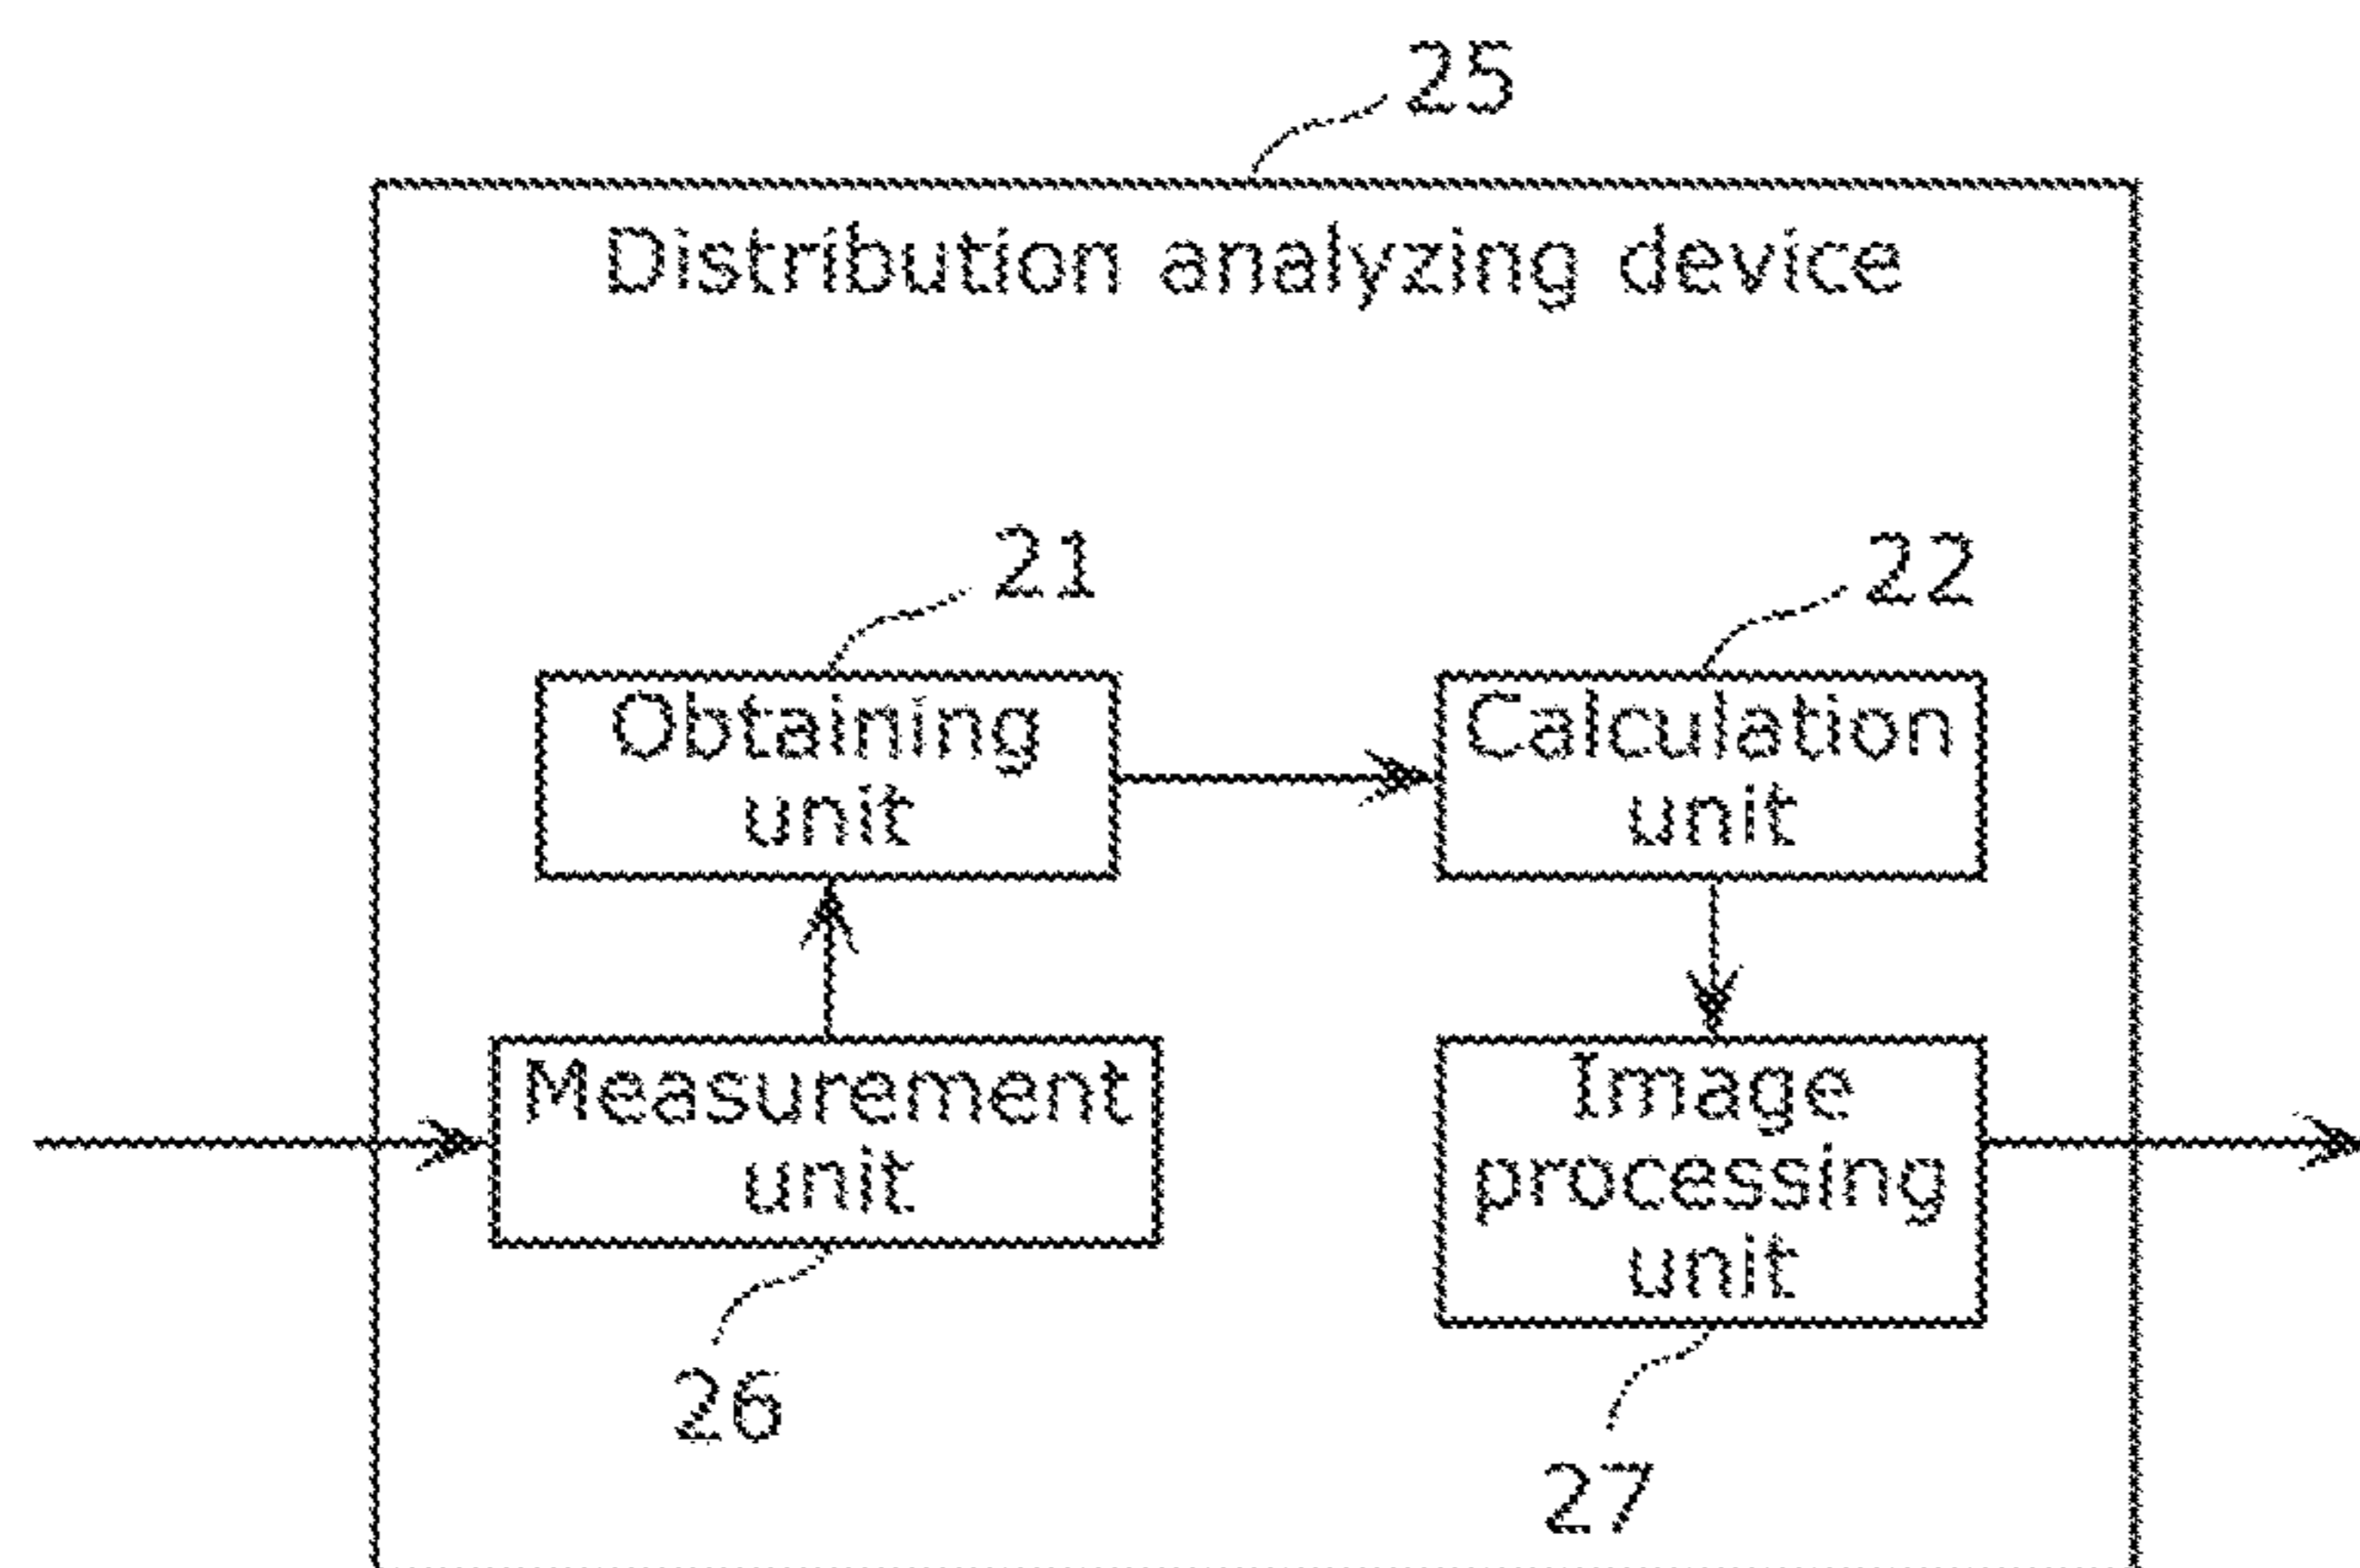 25
Distribution analyzing device
21
22
Obtaining
unit
Calculation
unit
Measurement
unit
Image
processing
unit
26
27